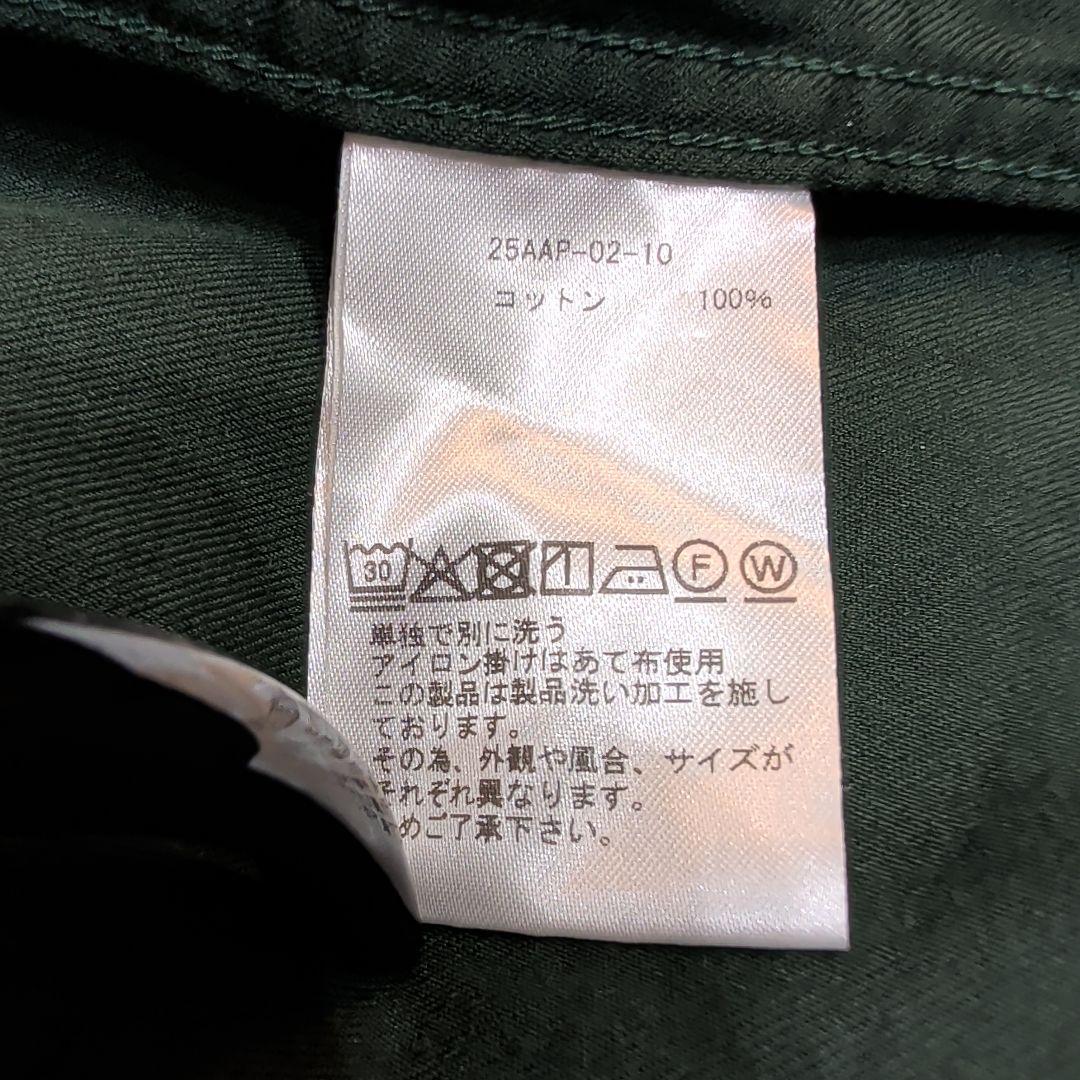 25AAP-02-10
コットン 100%
30 F W
単独で別に洗う
アイロン掛けはあて布使用
この製品は製品洗い加工を施し
ております。
その為、外観や風合、サイズが
それぞれ異なります。
めご了承下さい。